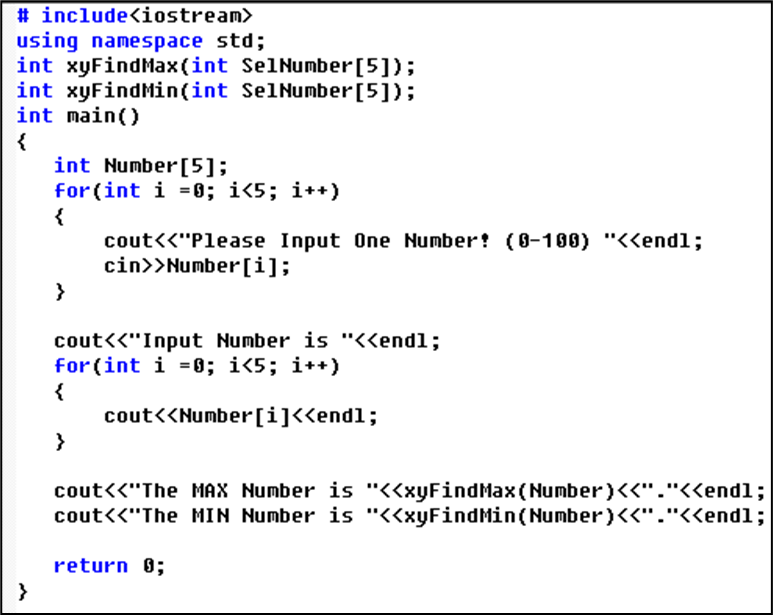 # include<iostream>
using namespace std;
int xyFindMax(int SelNumber[5]);
int xyFindMin(int SelNumber[5]);
int main()
{
   int Number[5];
   for(int i =0; i<5; i++)
   {
       cout<<"Please Input One Number! (0-100) "<<endl;
       cin>>Number[i];
   }

   cout<<"Input Number is "<<endl;
   for(int i =0; i<5; i++)
   {
       cout<<Number[i]<<endl;
   }

   cout<<"The MAX Number is "<<xyFindMax(Number)<<"."<<endl;
   cout<<"The MIN Number is "<<xyFindMin(Number)<<"."<<endl;

   return 0;
}